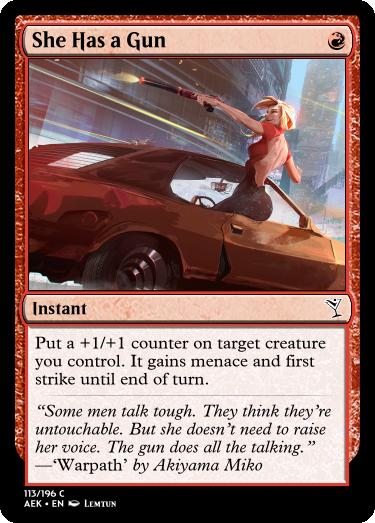 She Has a Gun
Instant
Put a +1/+1 counter on target creature
you control. It gains menace and first
strike until end of turn.
“Some men talk tough. They think they’re
untouchable. But she doesn’t need to raise
her voice. The gun does all the talking.”
—‘Warpath’ by Akiyama Miko
113/196 C
AEK • EN Lemtun